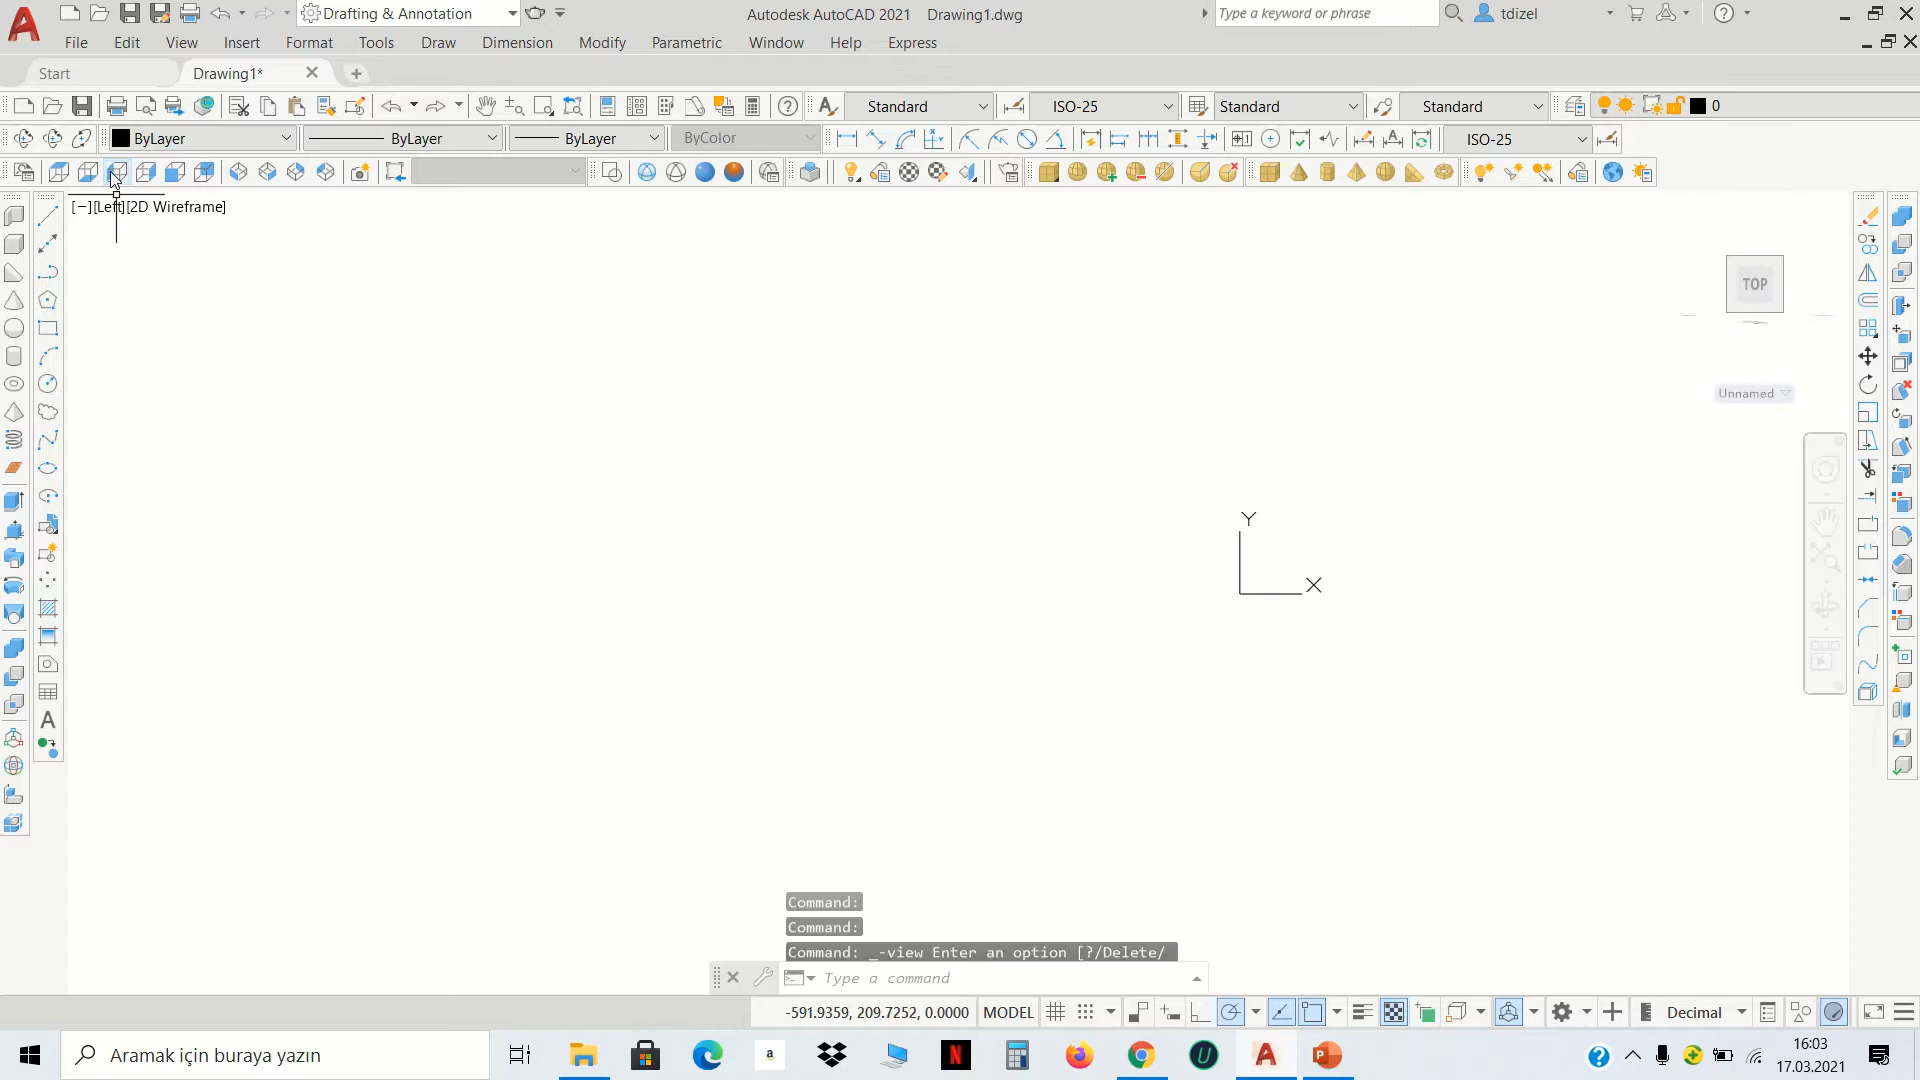 Drafting & Annotation
Autodesk AutoCAD 2021 Drawing1.dwg
Type a keyword or phrase
tdizel
File Edit View Insert Format Tools Draw Dimension Modify Parametric Window Help Express
Start
Drawing1*
Standard
ISO-25
Standard
Standard
0
ByLayer
ByLayer
ByLayer
ByColor
ISO-25
[−][Left][2D Wireframe]
TOP
Unnamed
Y
X
Command:
Command:
Command: _-view Enter an option [?/Delete/
Type a command
-591.9359, 209.7252, 0.0000 MODEL
Decimal
Aramak için buraya yazın
16:03
17.03.2021